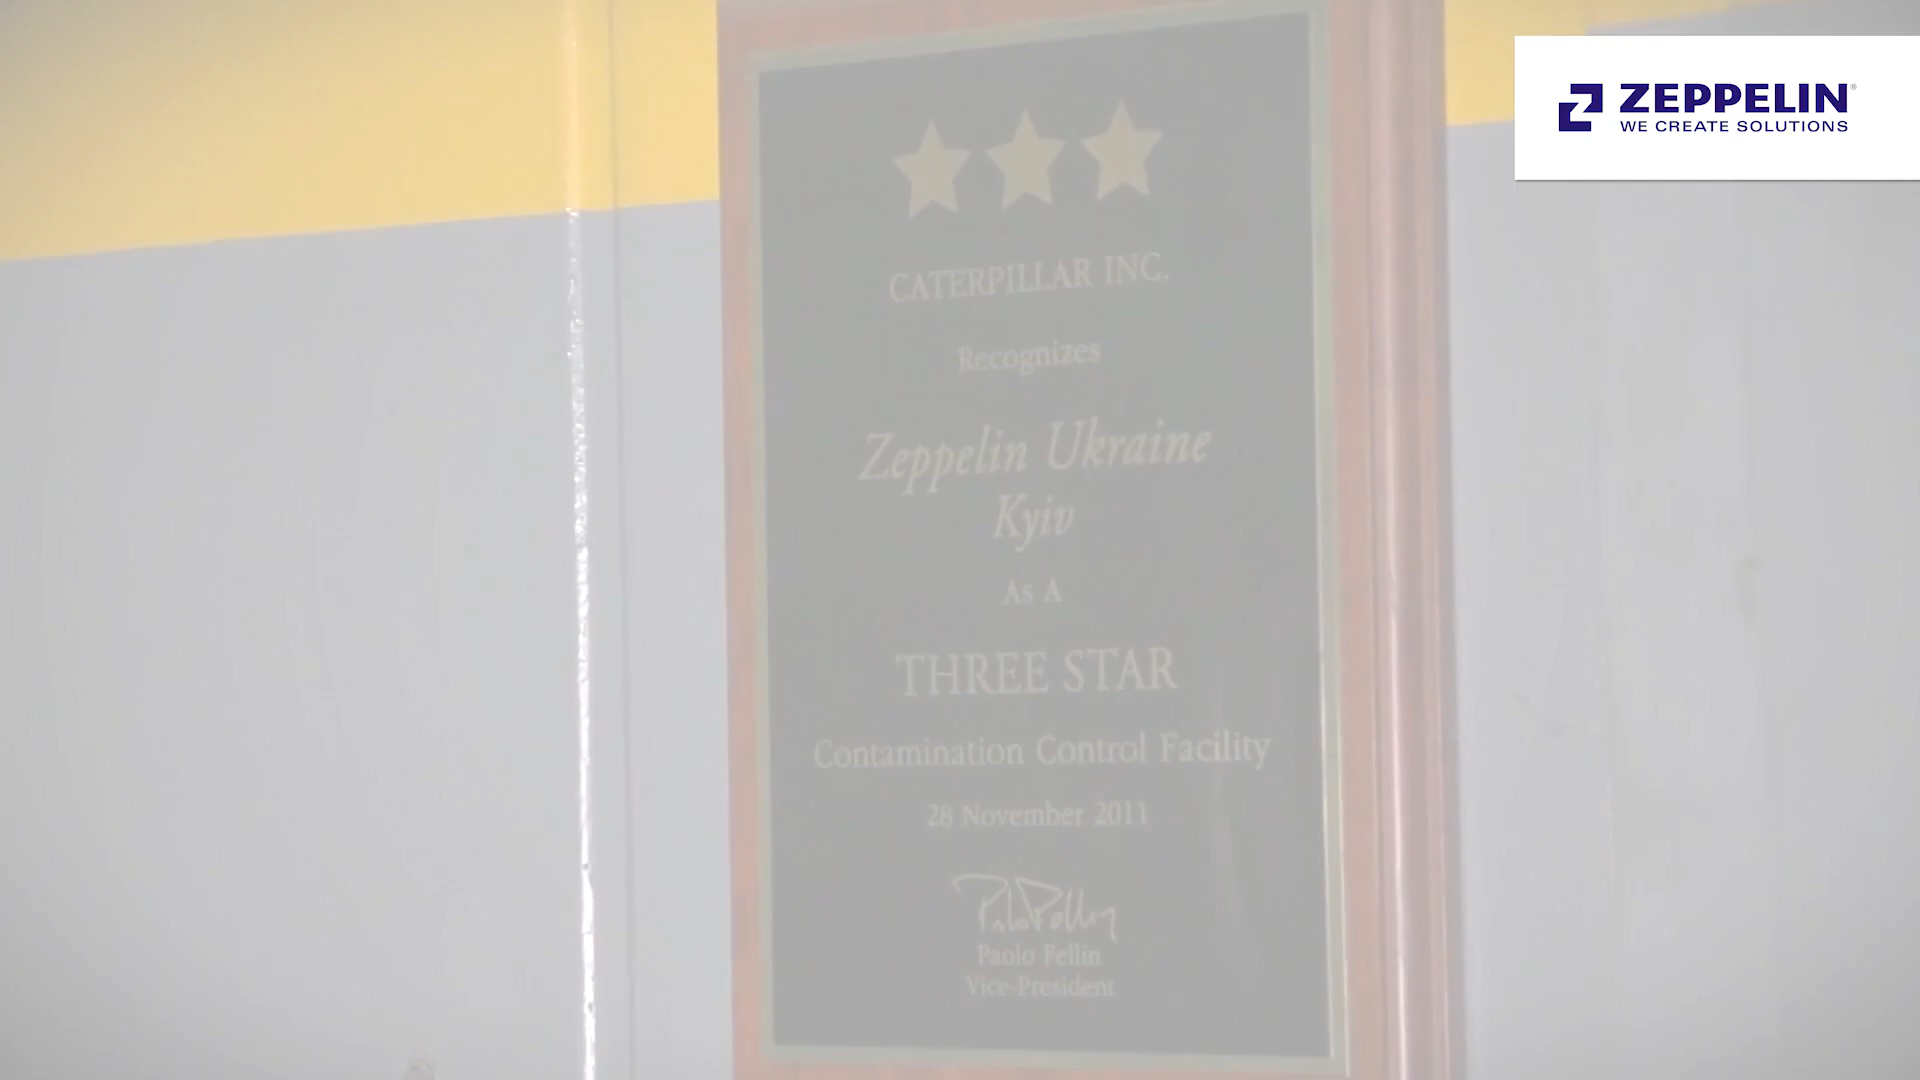 ZEPPELIN®
WE CREATE SOLUTIONS
CATERPILLAR INC.
Recognizes
Zeppelin Ukraine
Kyiv
As A
THREE STAR
Contamination Control Facility
28 November 2011
Paolo Fellin
Vice-President